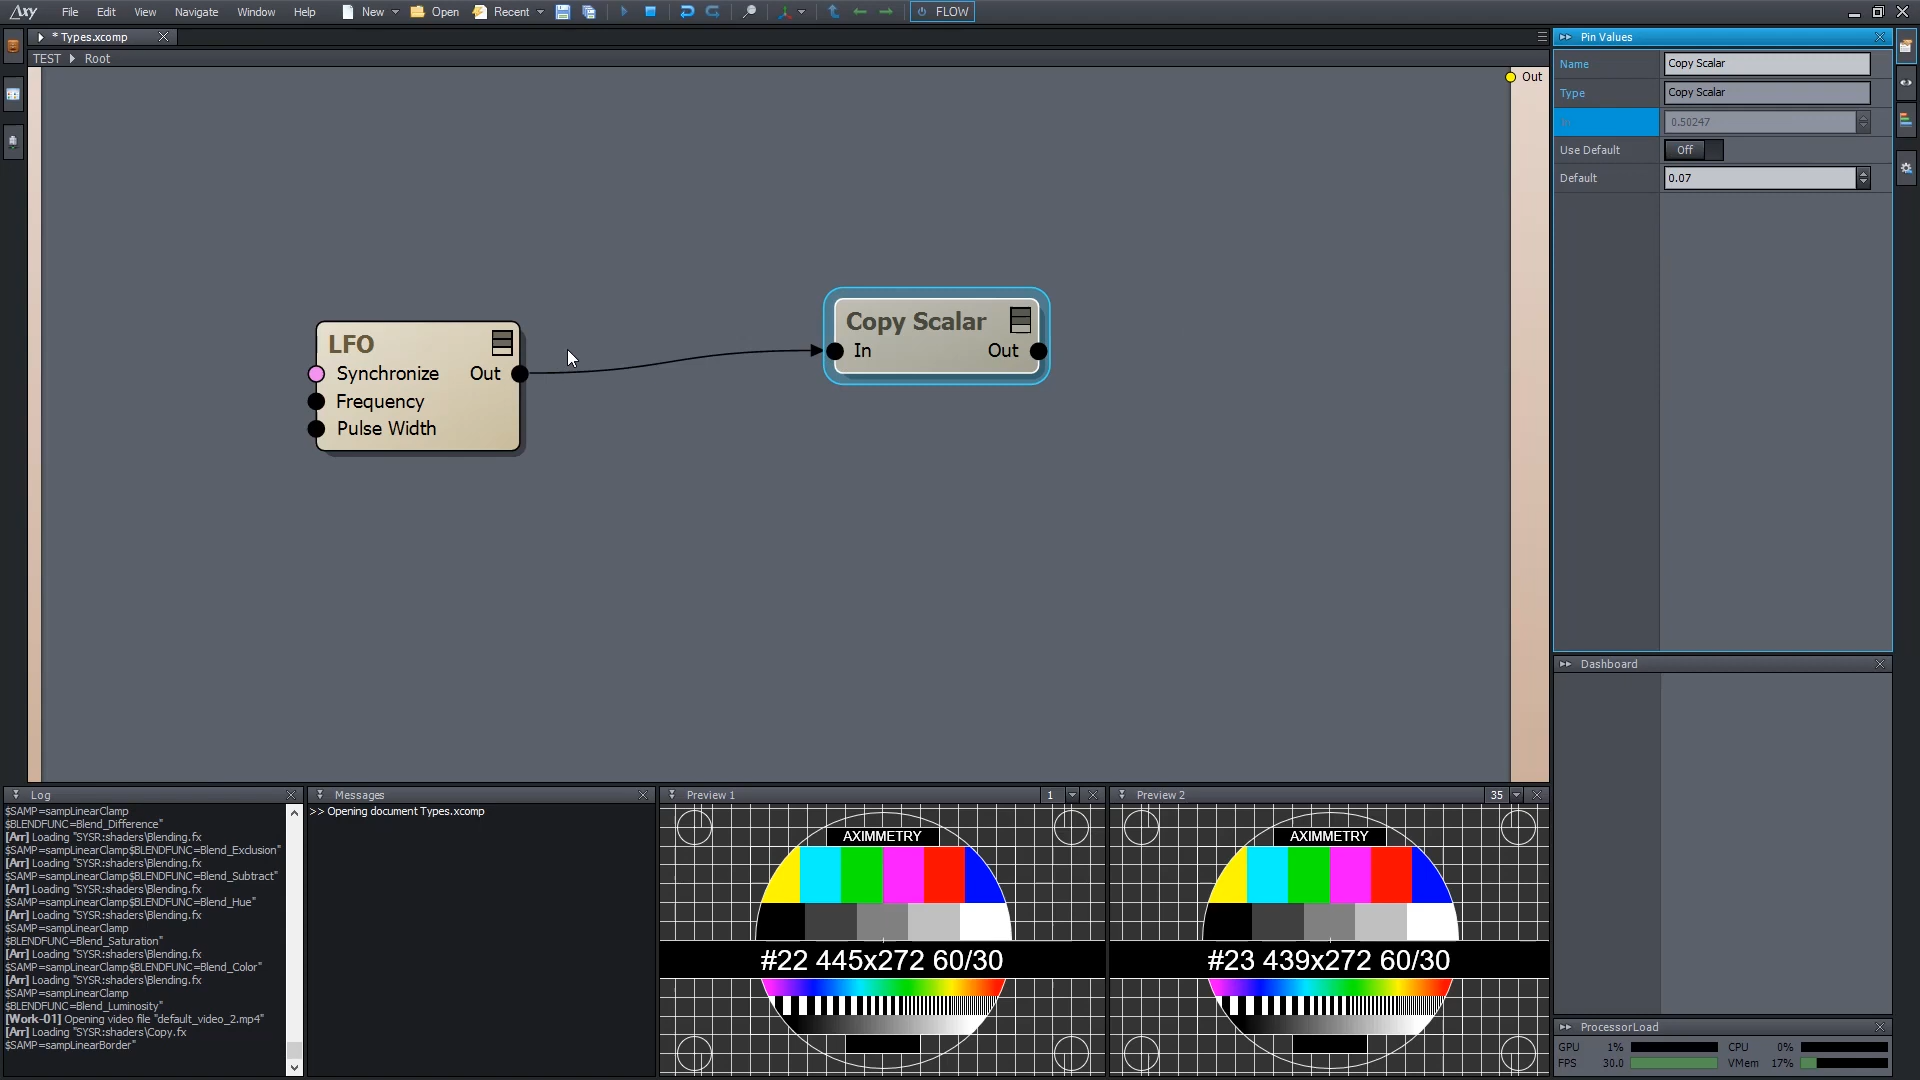 Axy File Edit View Navigate Window Help New Open Recent FLOW
* Types.xcomp
TEST Root
Out
LFO
Synchronize Out
Frequency
Pulse Width
Copy Scalar
In Out
Pin Values
Name Copy Scalar
Type Copy Scalar
0.50247
Use Default Off
Default 0.07
Dashboard
Log
$SAMP=sampLinearClamp
$BLENDFUNC=Blend_Difference"
[Arr] Loading "SYSR:shaders\Blending.fx
$SAMP=sampLinearClamp$BLENDFUNC=Blend_Exclusion"
[Arr] Loading "SYSR:shaders\Blending.fx
$SAMP=sampLinearClamp$BLENDFUNC=Blend_Subtract"
[Arr] Loading "SYSR:shaders\Blending.fx
$SAMP=sampLinearClamp$BLENDFUNC=Blend_Hue"
[Arr] Loading "SYSR:shaders\Blending.fx
$SAMP=sampLinearClamp
$BLENDFUNC=Blend_Saturation"
[Arr] Loading "SYSR:shaders\Blending.fx
$SAMP=sampLinearClamp$BLENDFUNC=Blend_Color"
[Arr] Loading "SYSR:shaders\Blending.fx
$SAMP=sampLinearClamp
$BLENDFUNC=Blend_Luminosity"
[Work-01] Opening video file "default_video_2.mp4"
[Arr] Loading "SYSR:shaders\Copy.fx
$SAMP=sampLinearBorder"
Messages
>> Opening document Types.xcomp
Preview 1 1
AXIMMETRY
#22 445x272 60/30
Preview 2 35
AXIMMETRY
#23 439x272 60/30
ProcessorLoad
GPU 1% CPU 0%
FPS 30.0 VMem 17%